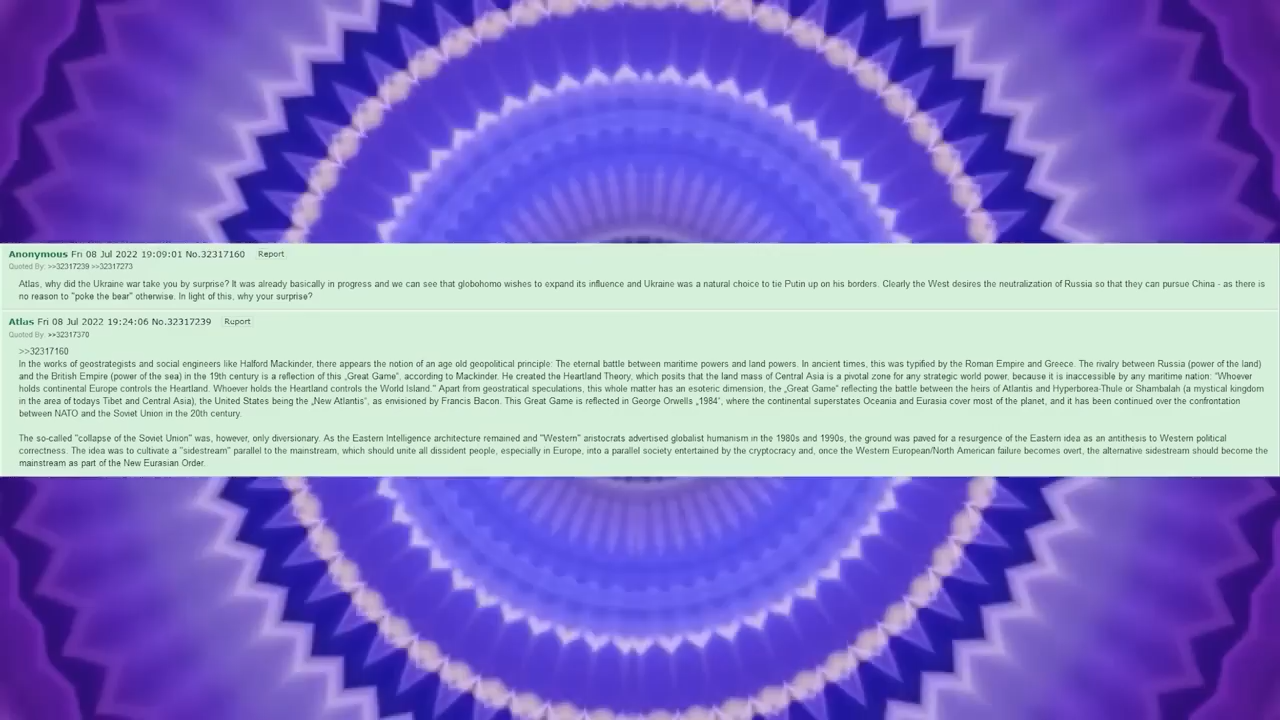 Anonymous Fri 08 Jul 2022 19:09:01 No.32317160 Report
Quoted By: >>32317239 >>32317273
Atlas, why did the Ukraine war take you by surprise? It was already basically in progress and we can see that globohomo wishes to expand its influence and Ukraine was a natural choice to tie Putin up on his borders. Clearly the West desires the neutralization of Russia so that they can pursue China - as there is
no reason to "poke the bear" otherwise. In light of this, why your surprise?
Atlas Fri 08 Jul 2022 19:24:06 No.32317239 Report
Quoted By: >>32317370
>>32317160
In the works of geostrategists and social engineers like Halford Mackinder, there appears the notion of an age old geopolitical principle: The eternal battle between maritime powers and land powers. In ancient times, this was typified by the Roman Empire and Greece. The rivalry between Russia (power of the land)
and the British Empire (power of the sea) in the 19th century is a reflection of this „Great Game“, according to Mackinder. He created the Heartland Theory, which posits that the land mass of Central Asia is a pivotal zone for any strategic world power, because it is inaccessible by any maritime nation: "Whoever
holds continental Europe controls the Heartland. Whoever holds the Heartland controls the World Island." Apart from geostratical speculations, this whole matter has an esoteric dimension, the „Great Game“ reflecting the battle between the heirs of Atlantis and Hyperborea-Thule or Shambalah (a mystical kingdom
in the area of todays Tibet and Central Asia), the United States being the „New Atlantis“, as envisioned by Francis Bacon. This Great Game is reflected in George Orwells „1984“, where the continental superstates Oceania and Eurasia cover most of the planet, and it has been continued over the confrontation
between NATO and the Soviet Union in the 20th century.
The so-called "collapse of the Soviet Union" was, however, only diversionary. As the Eastern Intelligence architecture remained and "Western" aristocrats advertised globalist humanism in the 1980s and 1990s, the ground was paved for a resurgence of the Eastern idea as an antithesis to Western political
correctness. The idea was to cultivate a "sidestream" parallel to the mainstream, which should unite all dissident people, especially in Europe, into a parallel society entertained by the cryptocracy and, once the Western European/North American failure becomes overt, the alternative sidestream should become the
mainstream as part of the New Eurasian Order.